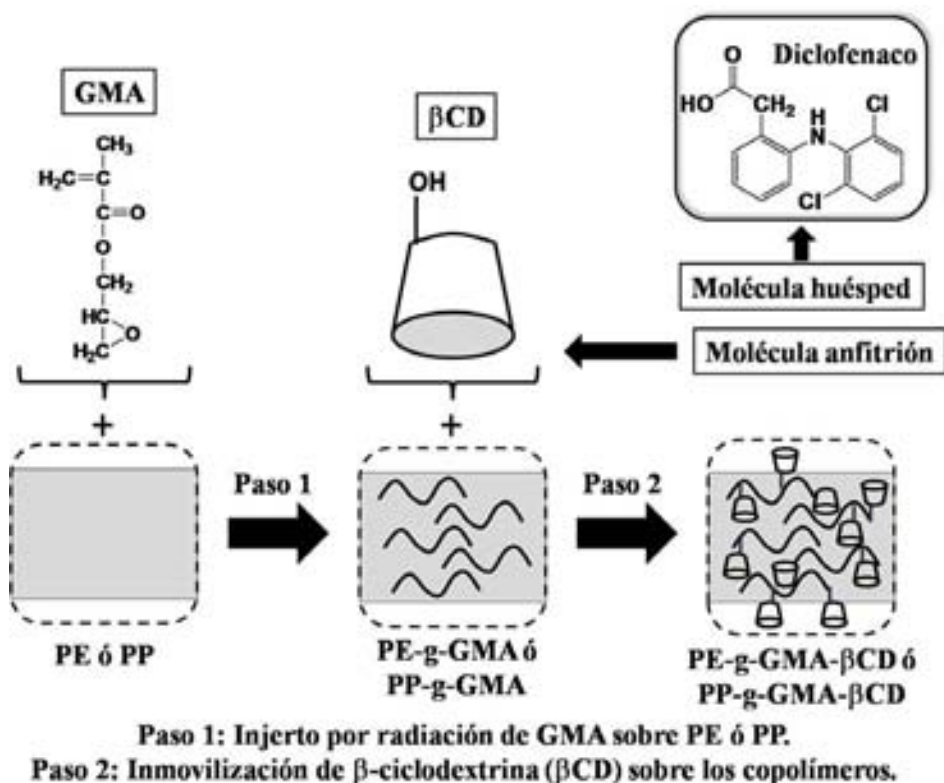 GMA
CH₃
H₂C=C
C=O
O
CH₂
HC
O
H₂C
+
PE ó PP
Paso 1
βCD
OH
+
PE-g-GMA ó
PP-g-GMA
Paso 2
Diclofenaco
O
HO
CH₂
H
N
Cl
Cl
Molécula huésped
Molécula anfitrión
PE-g-GMA-βCD ó
PP-g-GMA-βCD
Paso 1: Injerto por radiación de GMA sobre PE ó PP.
Paso 2: Inmovilización de β-ciclodextrina (βCD) sobre los copolímeros.